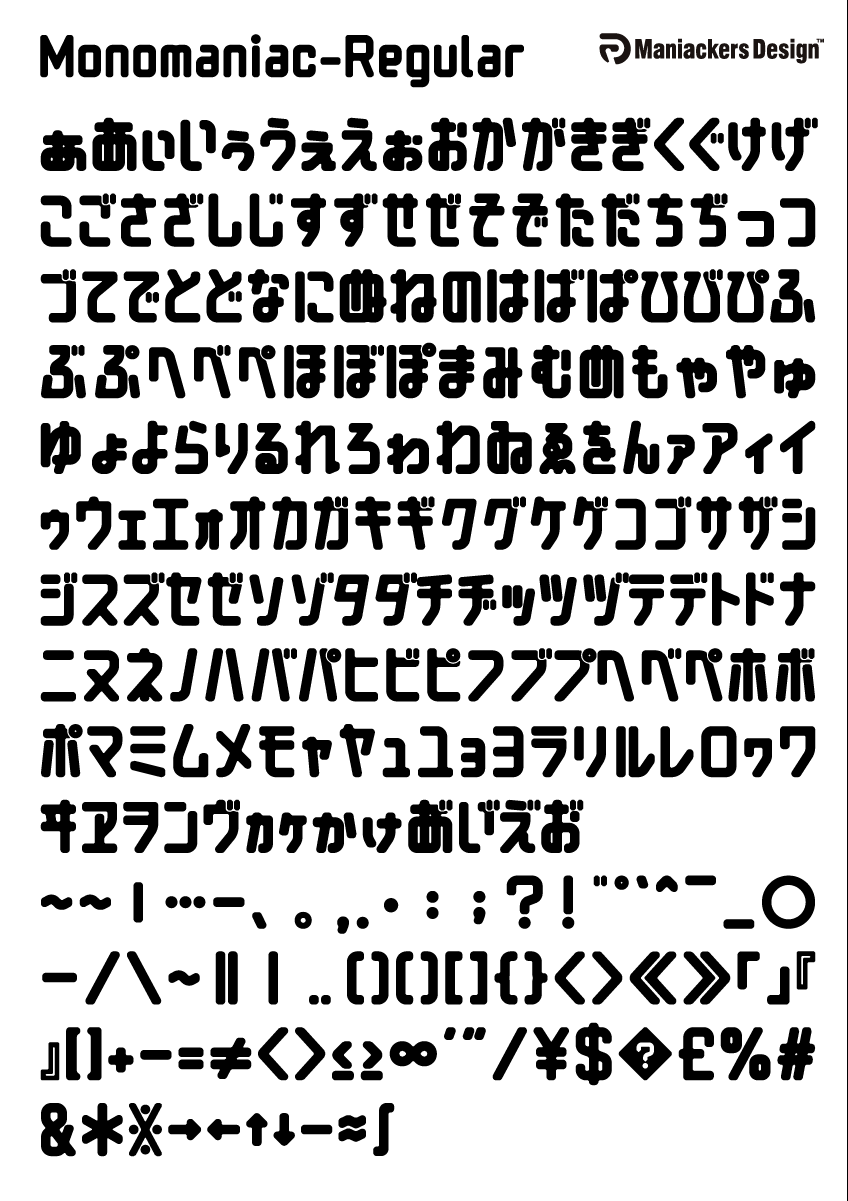 Monomaniac-Regular
Maniackers Design™
ぁあぃいぅうぇえぉおかがきぎくぐけげ
こごさざしじすずせぜそぞただちぢっつ
づてでとどなにぬねのはばぱひびぴふ
ぶぷへべぺほぼぽまみむめもゃやゅ
ゆょよらりるれろゎわゐゑをんァアィイ
ゥウェエォオカガキギクグケゲコゴサザシ
ジスズセゼソゾタダチヂッツヅテデトドナ
ニヌネノハバパヒビピフブプヘベペホボ
ポマミムメモャヤュユョヨラリルレロヮワ
ヰヱヲンヴヵヶゕゖあ゙い゙え゙お゙
〜~|…‐、。,.・:;?!¨°`^¯_○
—/\~‖|‥()〔〕[]{}〈〉《》「」『
』【】+−=≠<>≤≥∞′″/¥$�£%#
&*※→←↑↓−≈∫